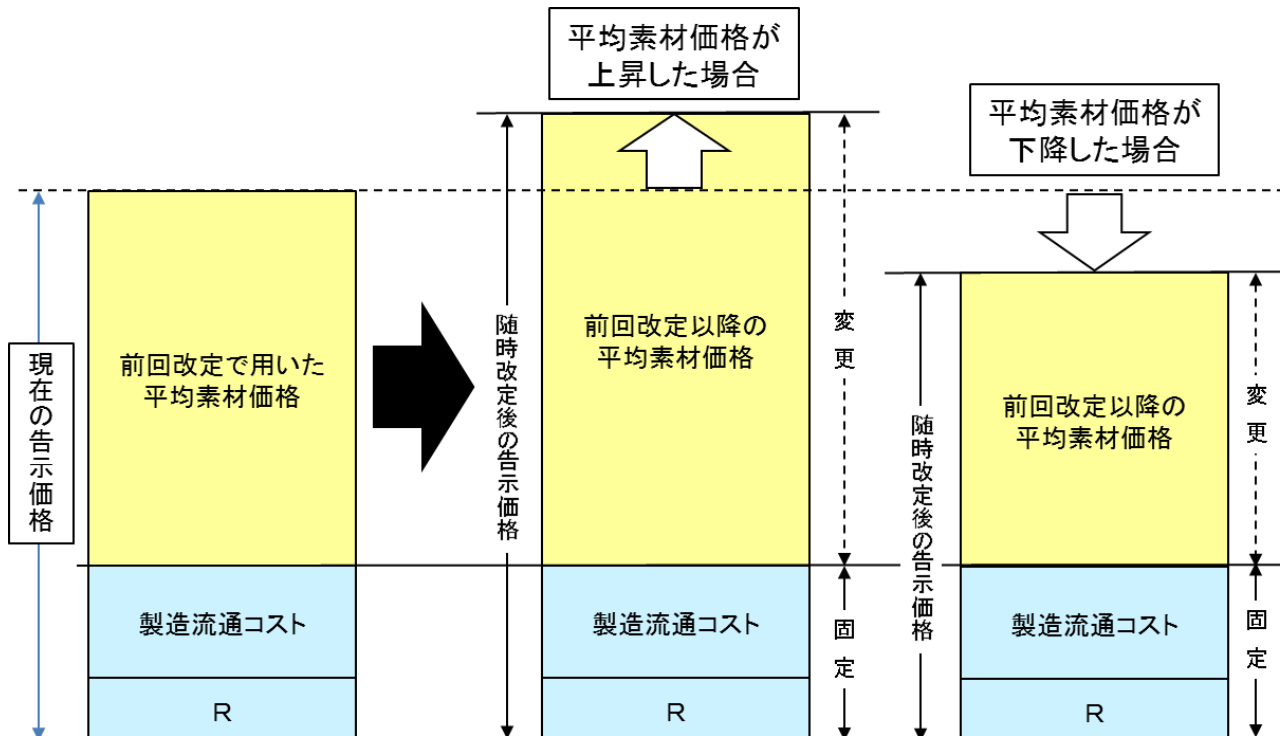 平均素材価格が
上昇した場合
平均素材価格が
下降した場合
現在の告示価格
前回改定で用いた
平均素材価格
製造流通コスト
R
随時改定後の告示価格
前回改定以降の
平均素材価格
製造流通コスト
R
変更
固定
随時改定後の告示価格
前回改定以降の
平均素材価格
製造流通コスト
R
変更
固定